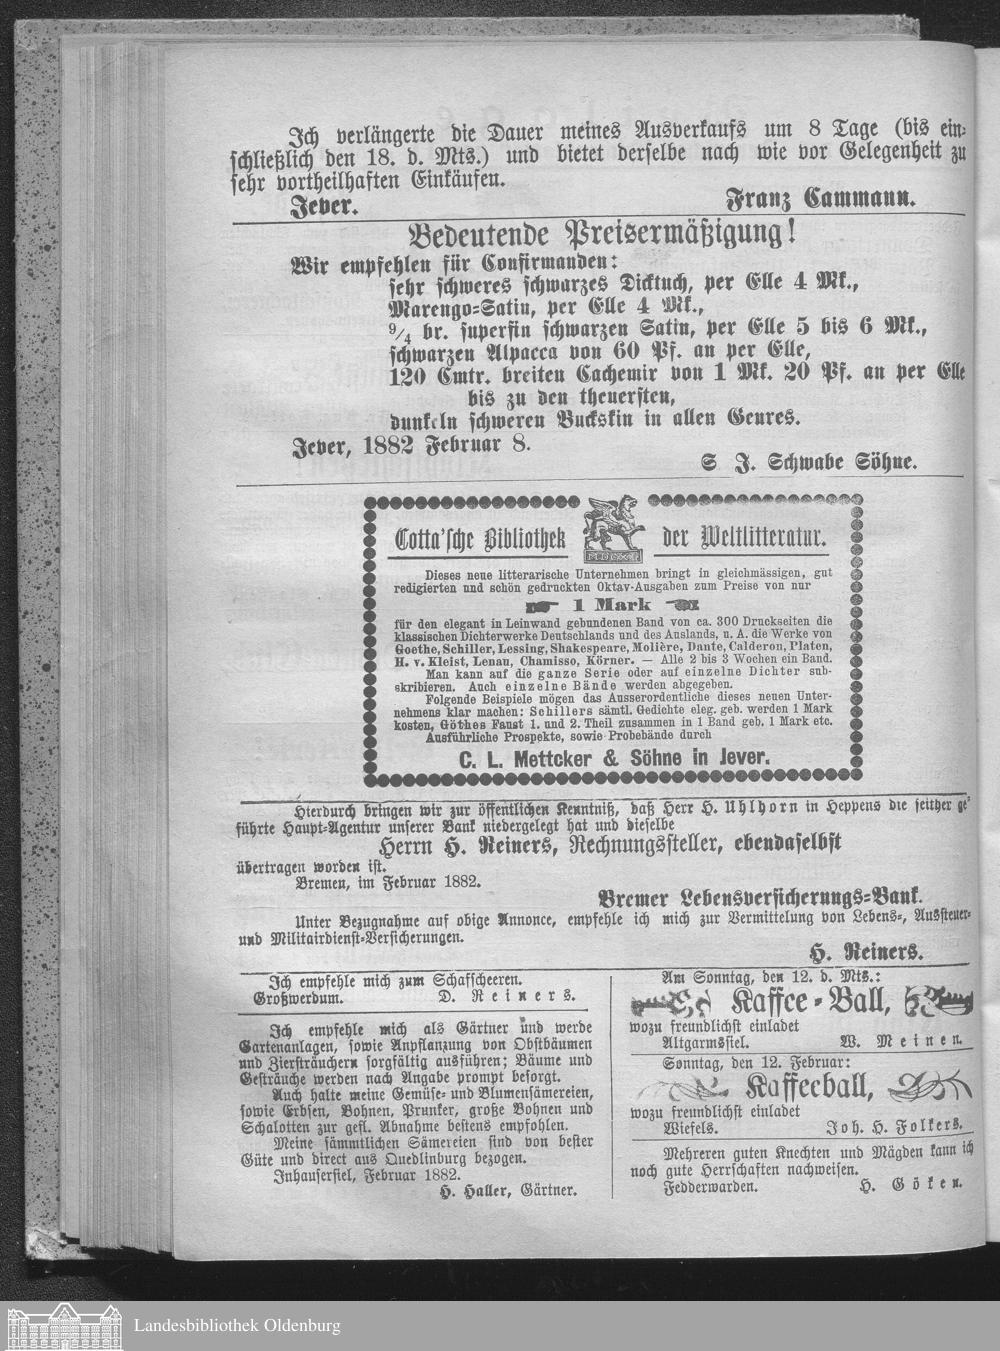 Ich verlängerte die Dauer meines Ausverkaufs um 8 Tage (bis ein-
schließlich den 18. d. Mts.) und bietet derselbe nach wie vor Gelegenheit zu
sehr vortheilhaften Einkäufen.
Jever. Franz Cammann.
Bedeutende Preisermäßigung!
Wir empfehlen für Confirmanden:
sehr schweres schwarzes Dicktuch, per Elle 4 Mk.,
Marengo-Satin, per Elle 4 Mk.,
9/4 br. superfin schwarzen Satin, per Elle 5 bis 6 Mk.,
schwarzen Alpacca von 60 Pf. an per Elle,
120 Cmtr. breiten Cachemir von 1 Mk. 20 Pf. an per Elle
bis zu den theuersten,
dunkeln schweren Buckskin in allen Genres.
Jever, 1882 Februar 8.
S J. Schwabe Söhne.
Cotta'sche Bibliothek der Weltlitteratur.
Dieses neue litterarische Unternehmen bringt in gleichmässigen, gut
redigierten und schön gedruckten Oktav-Ausgaben zum Preise von nur
1 Mark
für den elegant in Leinwand gebundenen Band von ca. 300 Druckseiten die
klassischen Dichterwerke Deutschlands und des Auslands, u. A. die Werke von
Goethe, Schiller, Lessing, Shakespeare, Molière, Dante, Calderon, Platen,
H. v. Kleist, Lenau, Chamisso, Körner. — Alle 2 bis 3 Wochen ein Band.
Man kann auf die ganze Serie oder auf einzelne Dichter sub-
skribieren. Auch einzelne Bände werden abgegeben.
Folgende Beispiele mögen das Ausserordentliche dieses neuen Unter-
nehmens klar machen: Schillers sämtl. Gedichte eleg. geb. werden 1 Mark
kosten, Göthes Faust 1. und 2. Theil zusammen in 1 Band geb. 1 Mark etc.
Ausführliche Prospekte, sowie Probebände durch
C. L. Mettcker & Söhne in Jever.
Hierdurch bringen wir zur öffentlichen Kenntniß, daß Herr H. Uhlhorn in Heppens die seither ge-
führte Haupt-Agentur unserer Bank niedergelegt hat und dieselbe
Herrn H. Reiners, Rechnungssteller, ebendaselbst
übertragen worden ist.
Bremen, im Februar 1882.
Bremer Lebensversicherungs-Bank.
Unter Bezugnahme auf obige Annonce, empfehle ich mich zur Vermittelung von Lebens-, Aussteuer-
und Militairdienst-Versicherungen.
H. Reiners.
Ich empfehle mich zum Schafscheeren.
Großwerdum. D. Reiners.
Ich empfehle mich als Gärtner und werde
Gartenanlagen, sowie Anpflanzung von Obstbäumen
und Ziersträuchern sorgfältig ausführen; Bäume und
Gesträuche werden nach Angabe prompt besorgt.
Auch halte meine Gemüse- und Blumensämereien,
sowie Erbsen, Bohnen, Prunker, große Bohnen und
Schalotten zur gefl. Abnahme bestens empfohlen.
Meine sämmtlichen Sämereien sind von bester
Güte und direct aus Quedlinburg bezogen.
Inhausersiel, Februar 1882.
H. Haller, Gärtner.
Am Sonntag, den 12. d. Mts.:
Kaffee-Ball,
wozu freundlichst einladet
Altgarmssiel. W. Meinen.
Sonntag, den 12. Februar:
Kaffeeball,
wozu freundlichst einladet
Wiefels. Joh. H. Folkers.
Mehreren guten Knechten und Mägden kann ich
noch gute Herrschaften nachweisen.
Fedderwarden. H. Göken.
Landesbibliothek Oldenburg